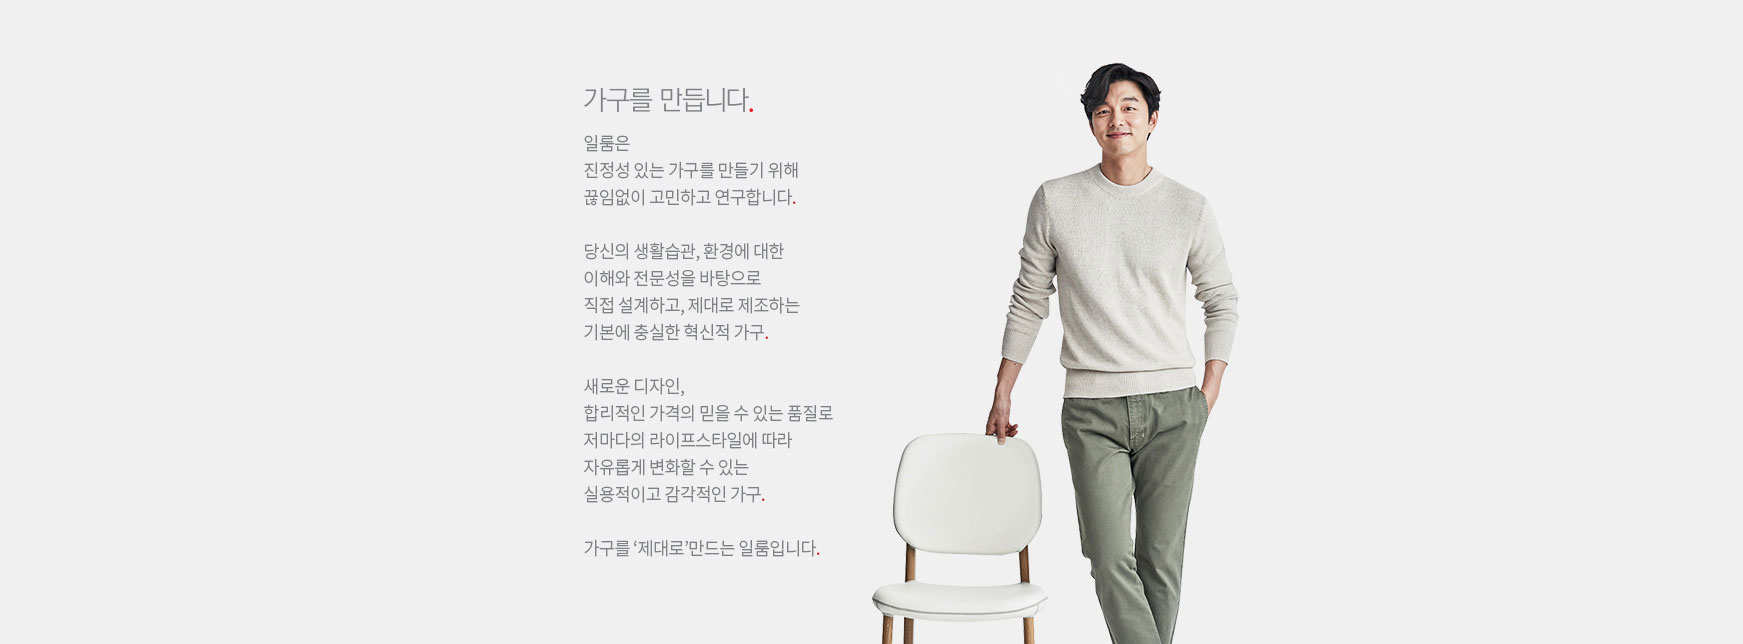 가구를 만듭니다.
일룸은
진정성 있는 가구를 만들기 위해
끊임없이 고민하고 연구합니다.
당신의 생활습관, 환경에 대한
이해와 전문성을 바탕으로
직접 설계하고, 제대로 제조하는
기본에 충실한 혁신적 가구.
새로운 디자인,
합리적인 가격의 믿을 수 있는 품질로
저마다의 라이프스타일에 따라
자유롭게 변화할 수 있는
실용적이고 감각적인 가구.
가구를 ‘제대로’만드는 일룸입니다.